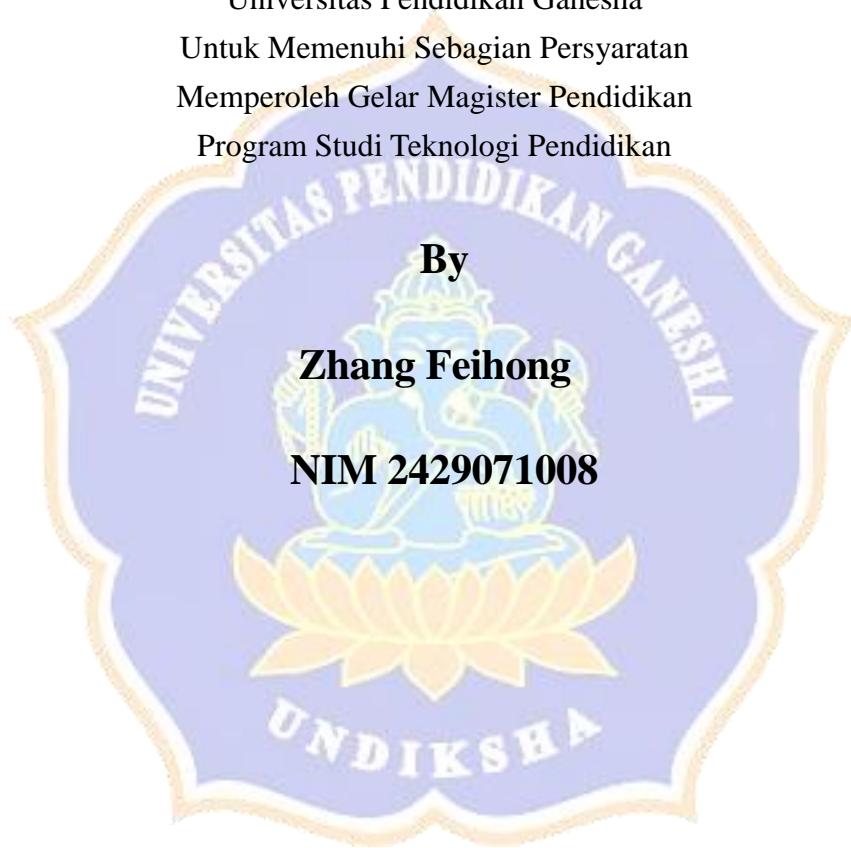 Universitas Pendidikan Ganesha
Untuk Memenuhi Sebagian Persyaratan
Memperoleh Gelar Magister Pendidikan
Program Studi Teknologi Pendidikan
UNIVERSITAS PENDIDIKAN GANESHA
By
Zhang Feihong
NIM 2429071008
UNDIKSHA